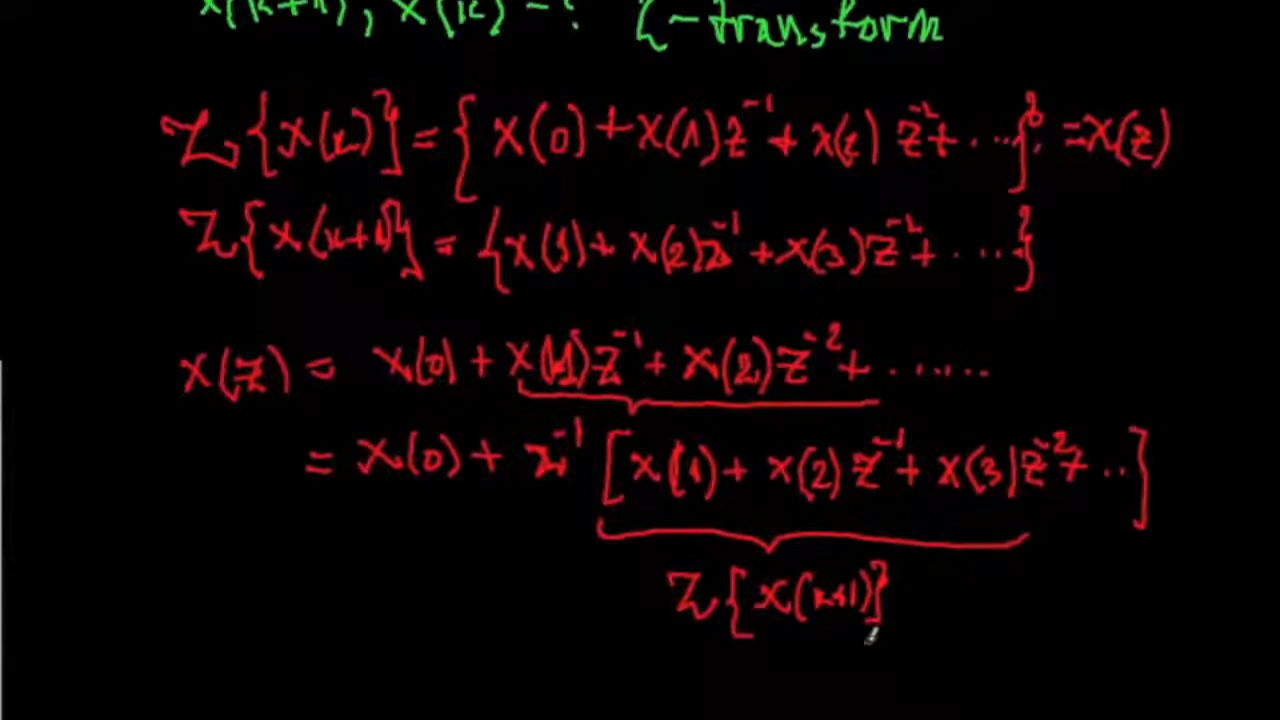 x(k+1), x(k) - ? Z-transform
Z{x(k)} = {x(0) + x(1)z^-1 + x(2) z^-2 + ....} = X(z)
Z{x(k+1)} = {x(1) + x(2)z^-1 + x(3)z^-2 + ....}
X(z) = x(0) + x(1)z^-1 + x(2)z^-2 + ......
= x(0) + z^-1 [x(1) + x(2)z^-1 + x(3)z^-2 + ..]
Z{x(k+1)}